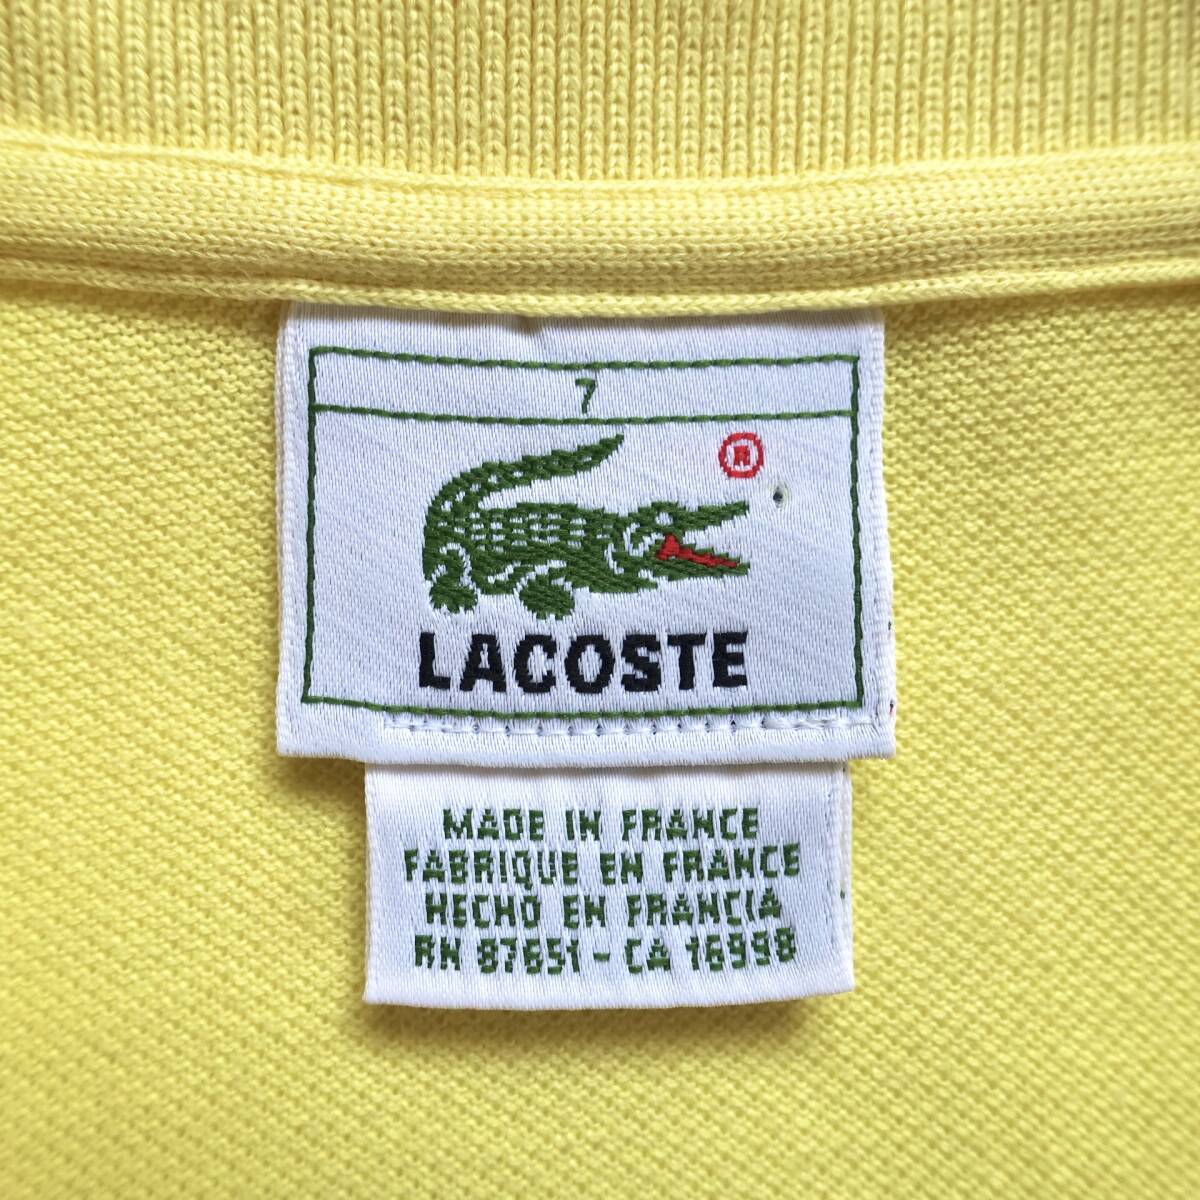 7
®
LACOSTE
MADE IN FRANCE
FABRIQUE EN FRANCE
HECHO EN FRANCIA
RN 87651 - CA 16998